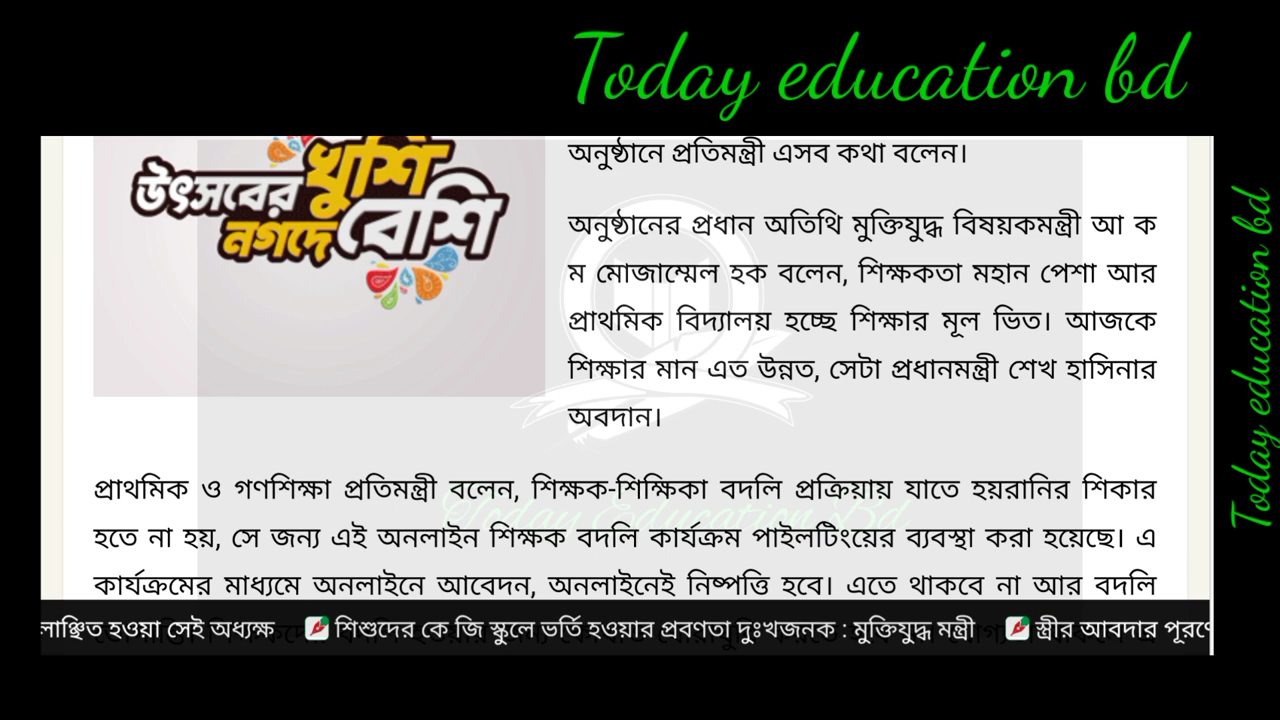 Today education bd
উৎসবের খুশি
নগদে বেশি
অনুষ্ঠানে প্রতিমন্ত্রী এসব কথা বলেন।
অনুষ্ঠানের প্রধান অতিথি মুক্তিযুদ্ধ বিষয়কমন্ত্রী আ ক
ম মোজাম্মেল হক বলেন, শিক্ষকতা মহান পেশা আর
প্রাথমিক বিদ্যালয় হচ্ছে শিক্ষার মূল ভিত। আজকে
শিক্ষার মান এত উন্নত, সেটা প্রধানমন্ত্রী শেখ হাসিনার
অবদান।
প্রাথমিক ও গণশিক্ষা প্রতিমন্ত্রী বলেন, শিক্ষক-শিক্ষিকা বদলি প্রক্রিয়ায় যাতে হয়রানির শিকার
Today Education Bd
হতে না হয়, সে জন্য এই অনলাইন শিক্ষক বদলি কার্যক্রম পাইলটিংয়ের ব্যবস্থা করা হয়েছে। এ
কার্যক্রমের মাধ্যমে অনলাইনে আবেদন, অনলাইনেই নিষ্পত্তি হবে। এতে থাকবে না আর বদলি
লাঞ্ছিত হওয়া সেই অধ্যক্ষ শিশুদের কে জি স্কুলে ভর্তি হওয়ার প্রবণতা দুঃখজনক : মুক্তিযুদ্ধ মন্ত্রী স্ত্রীর আবদার পূরণে
Today education bd